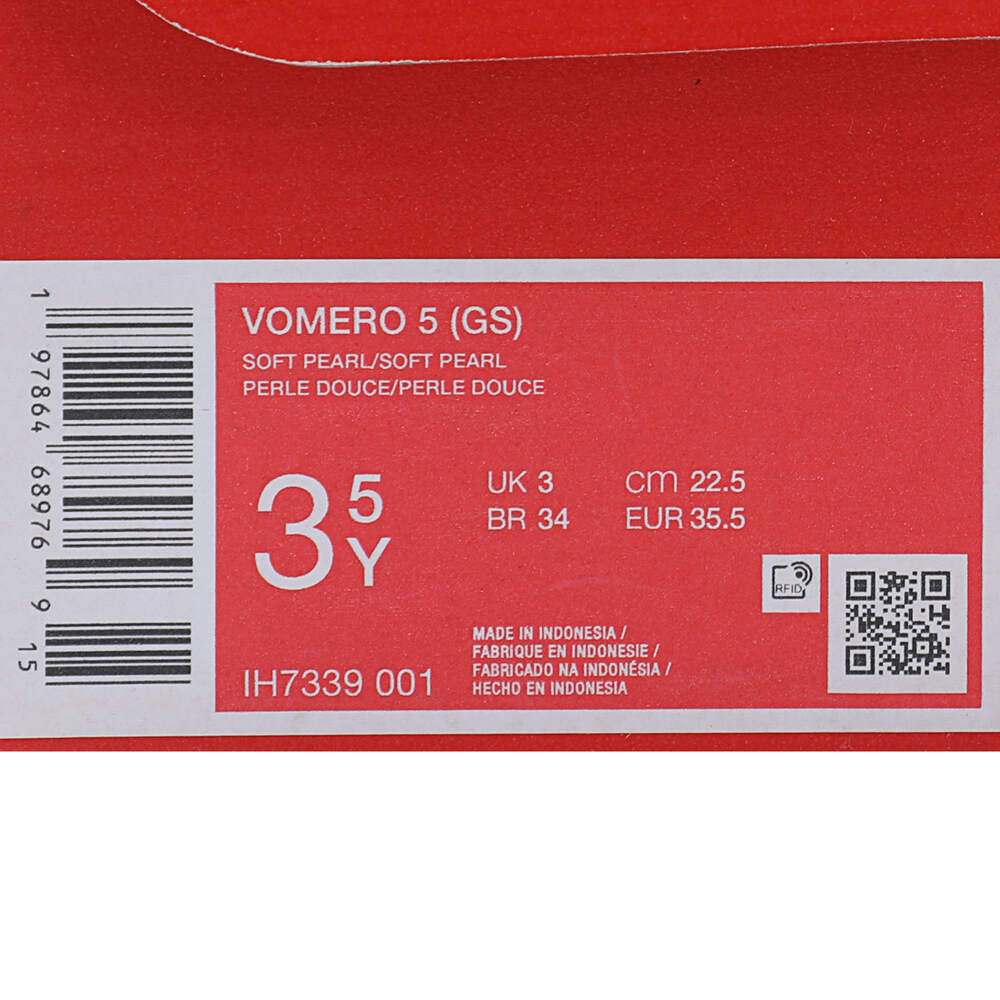 VOMERO 5 (GS)
SOFT PEARL/SOFT PEARL
PERLE DOUCE/PERLE DOUCE
3 5 Y
UK 3 cm 22.5
BR 34 EUR 35.5
RFID
MADE IN INDONESIA /
FABRIQUE EN INDONESIE /
FABRICADO NA INDONÉSIA /
HECHO EN INDONESIA
IH7339 001
1 97864 68976 9 15